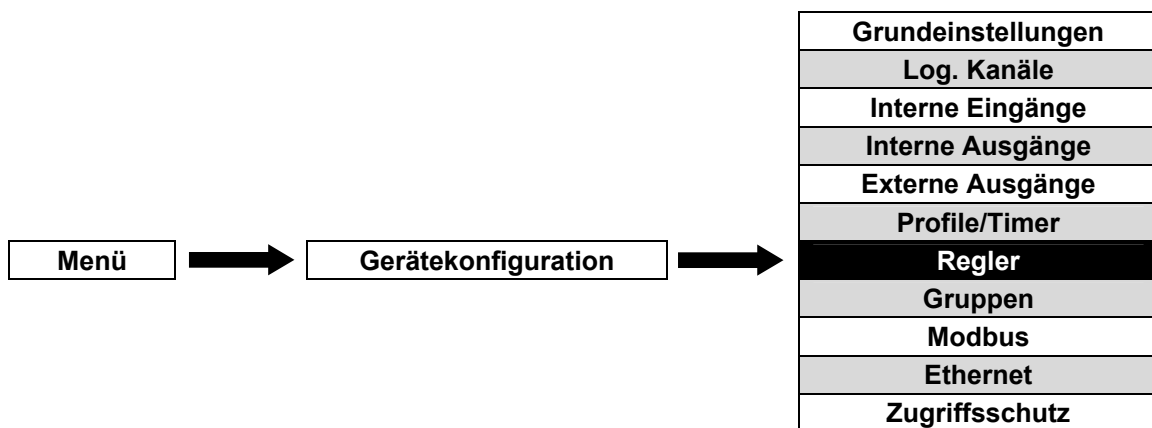 Grundeinstellungen
Log. Kanäle
Interne Eingänge
Interne Ausgänge
Externe Ausgänge
Profile/Timer
Menü Gerätekonfiguration Regler
Gruppen
Modbus
Ethernet
Zugriffsschutz